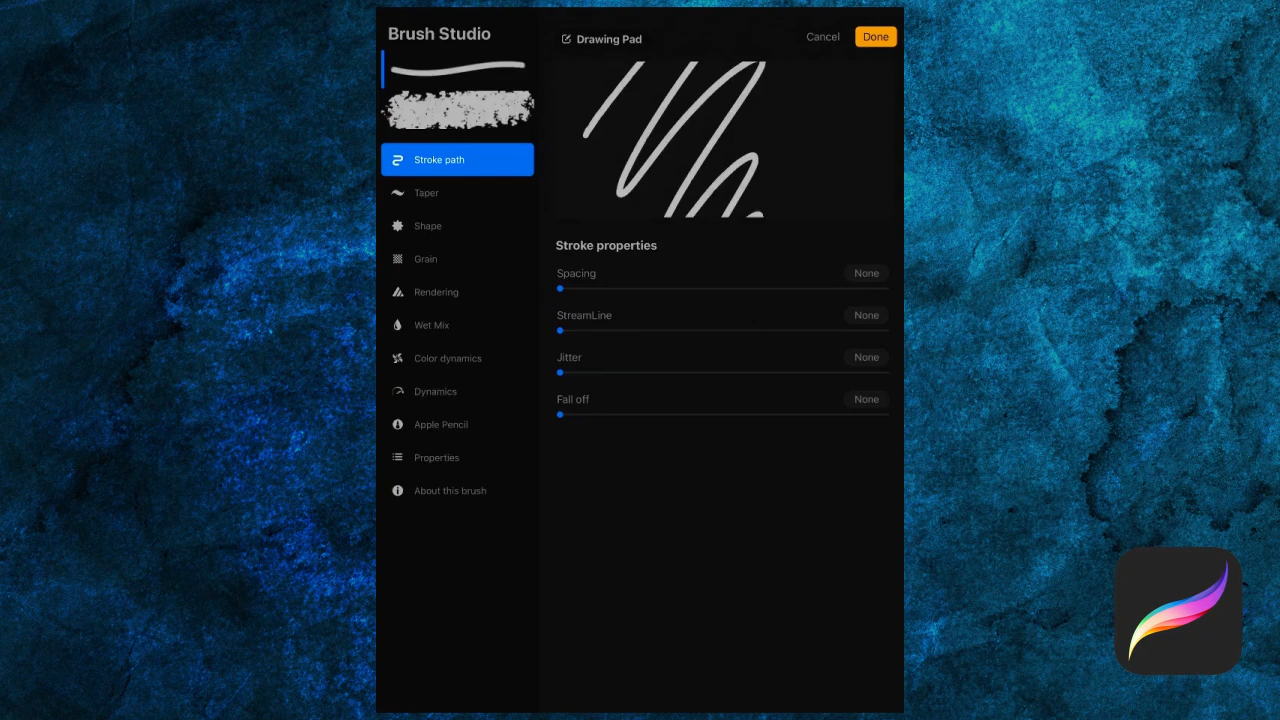 Brush Studio
Stroke path
Taper
Shape
Grain
Rendering
Wet Mix
Color dynamics
Dynamics
Apple Pencil
Properties
About this brush
Drawing Pad
Cancel
Done
Stroke properties
Spacing
None
StreamLine
None
Jitter
None
Fall off
None